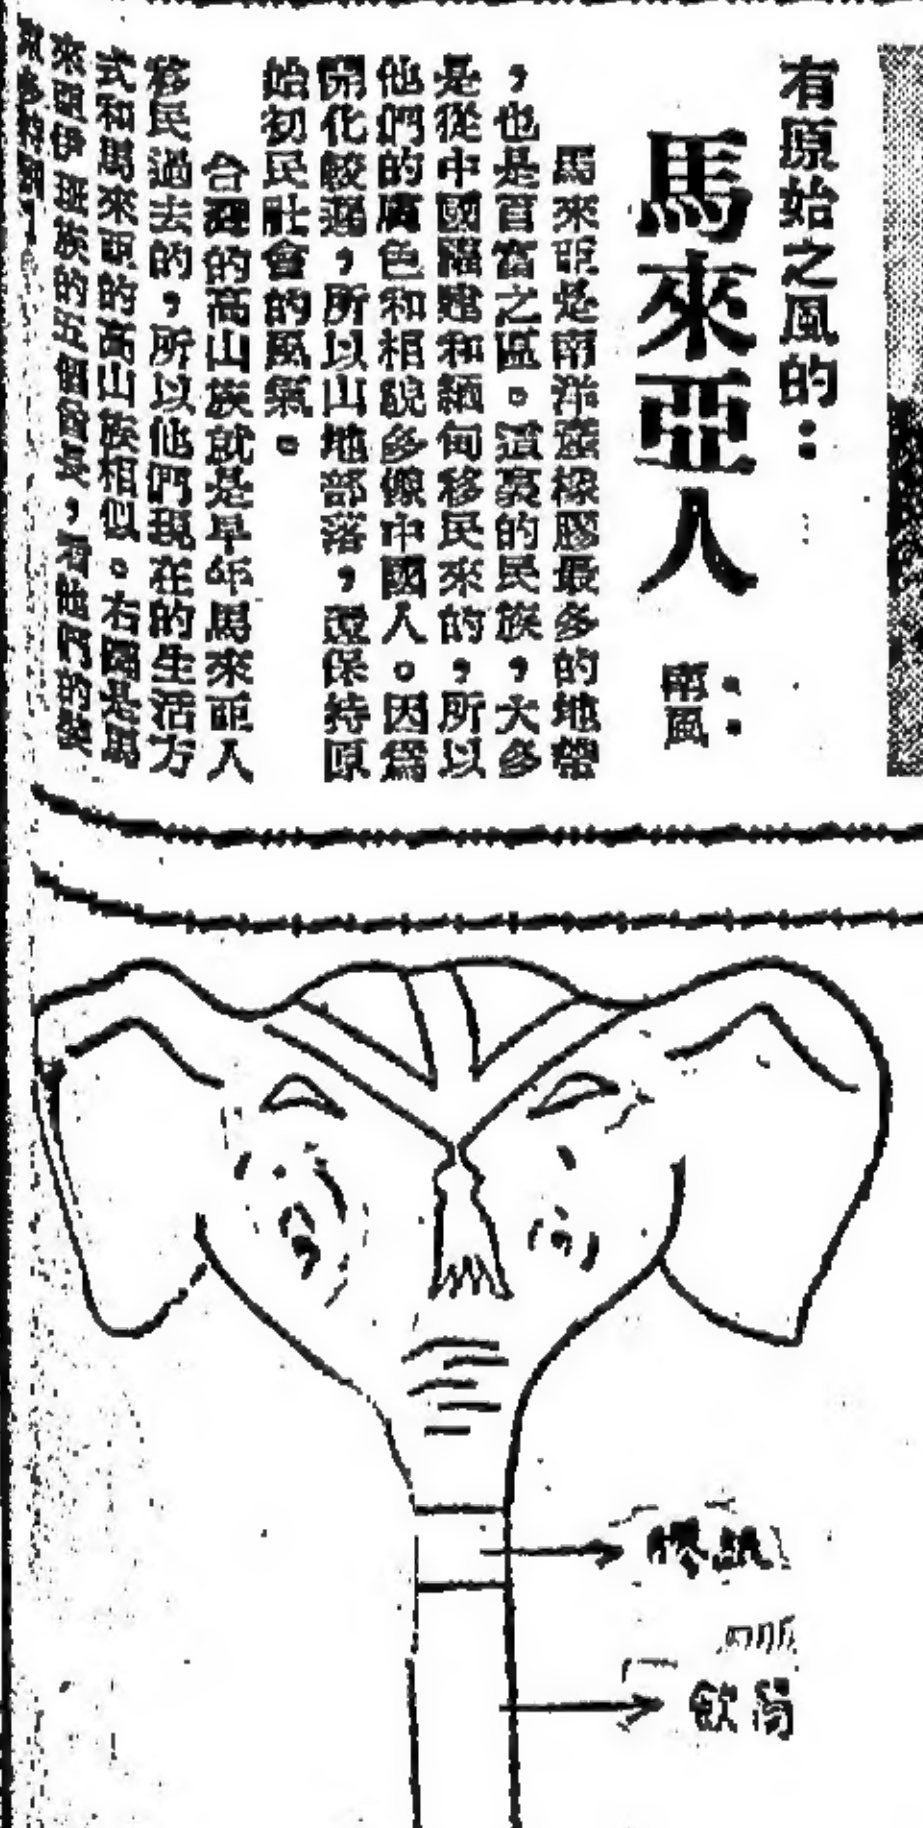 有原始之風的：
馬來亞人
南風
馬來亞是南洋產橡膠最多的地帶
，也是首富之區。這裏的民族，大多
是從中國福建和緬甸移民來的，所以
他們的膚色和相貌多像中國人。因爲
開化較遲，所以山地部落，還保持原
始初民社會的風氣。
台灣的高山族就是早年馬來亞人
移民過去的，所以他們現在的生活方
式和馬來亞的高山族相似。右圖是馬
來亞伊班族的五個酋長，看他們的裝